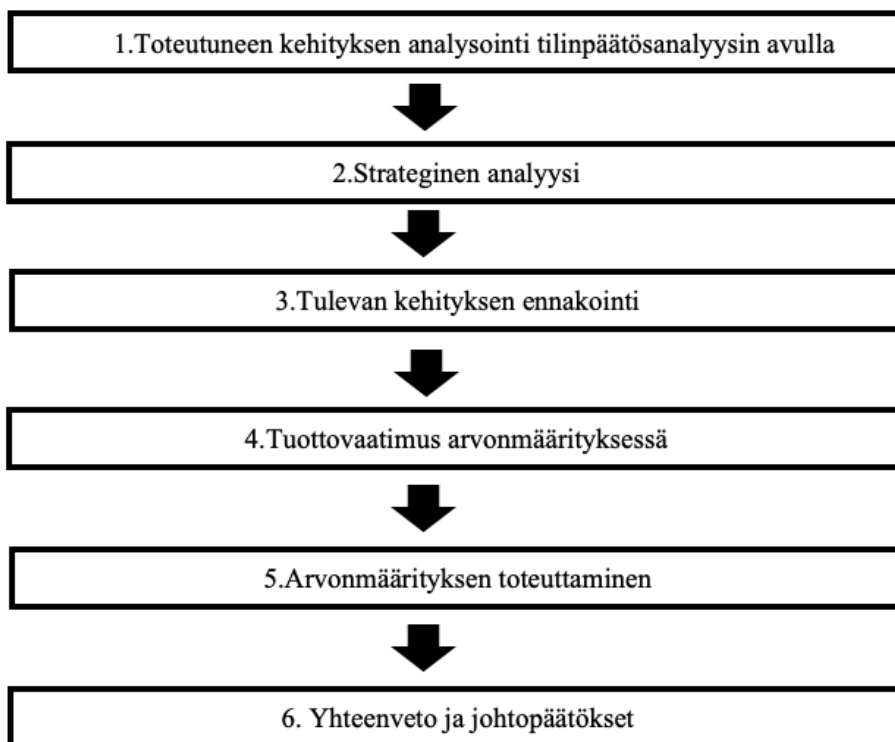 1.Toteutuneen kehityksen analysointi tilinpäätösanalyysin avulla
2.Strateginen analyysi
3.Tulevan kehityksen ennakointi
4.Tuottovaatimus arvonmäärityksessä
5.Arvonmäärityksen toteuttaminen
6. Yhteenveto ja johtopäätökset